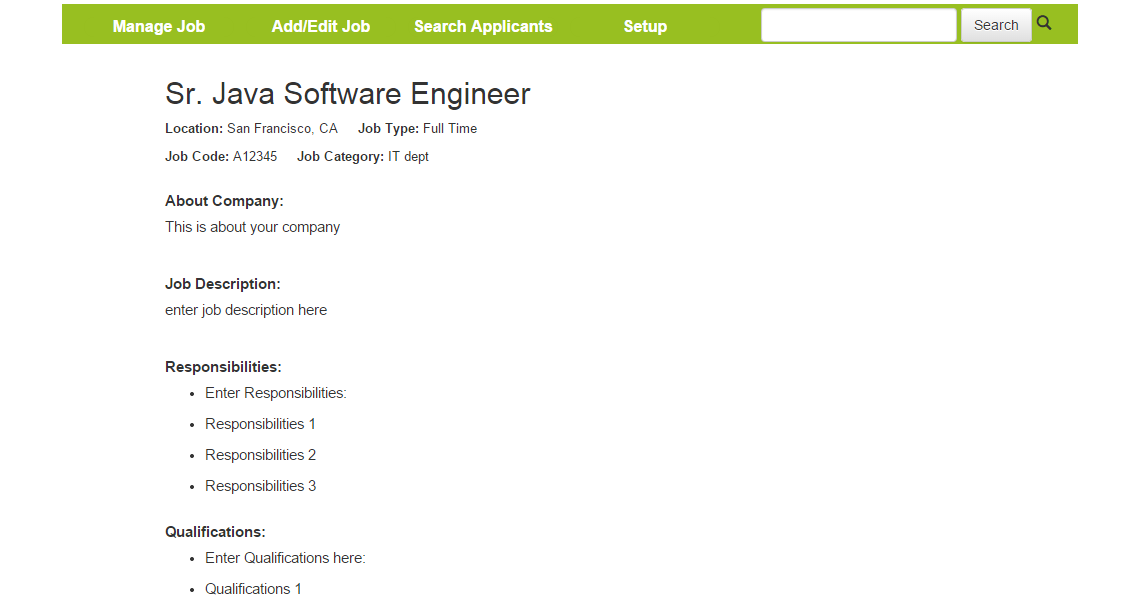 Manage Job Add/Edit Job Search Applicants Setup Search
Sr. Java Software Engineer
Location: San Francisco, CA Job Type: Full Time
Job Code: A12345 Job Category: IT dept
About Company:
This is about your company
Job Description:
enter job description here
Responsibilities:
• Enter Responsibilities:
• Responsibilities 1
• Responsibilities 2
• Responsibilities 3
Qualifications:
• Enter Qualifications here:
• Qualifications 1